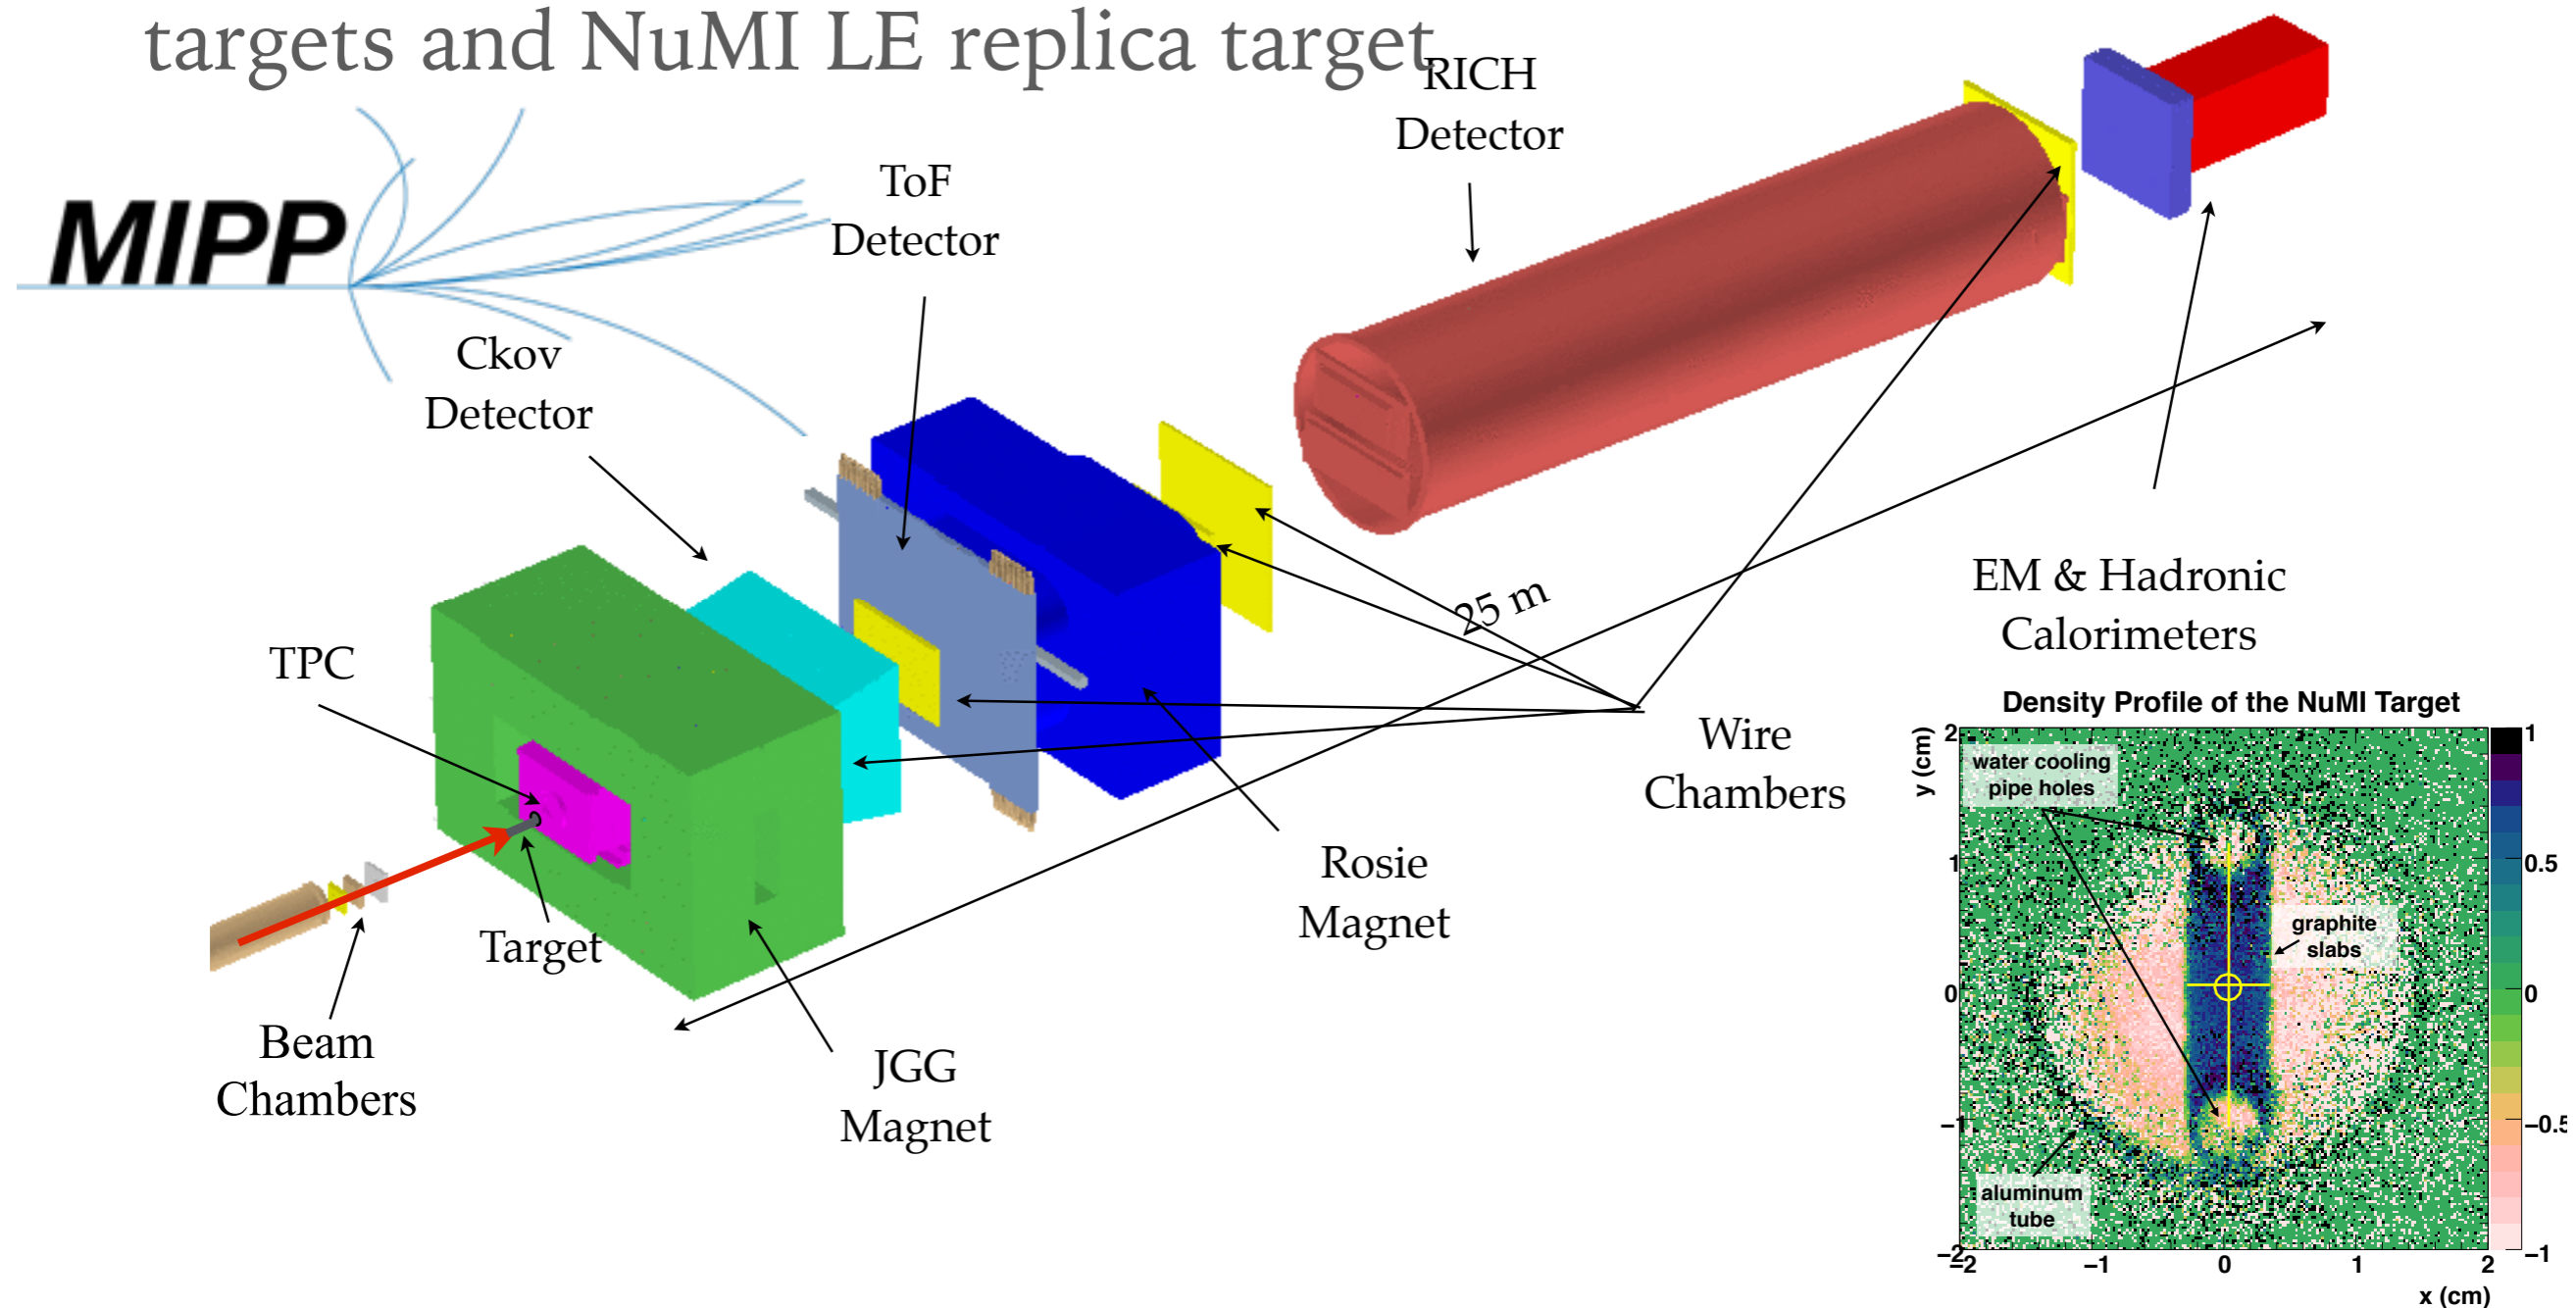 targets and NuMI LE replica target
RICH
Detector
MIPP
ToF
Detector
Ckov
Detector
TPC
25 m
EM & Hadronic
Calorimeters
Wire
Chambers
Target
Rosie
Magnet
Beam
Chambers
JGG
Magnet
Density Profile of the NuMI Target
y (cm)
2
1
0
−1
−2
water cooling
pipe holes
graphite
slabs
aluminum
tube
1
0.5
0
−0.5
−1
−2
−1
0
1
2
x (cm)